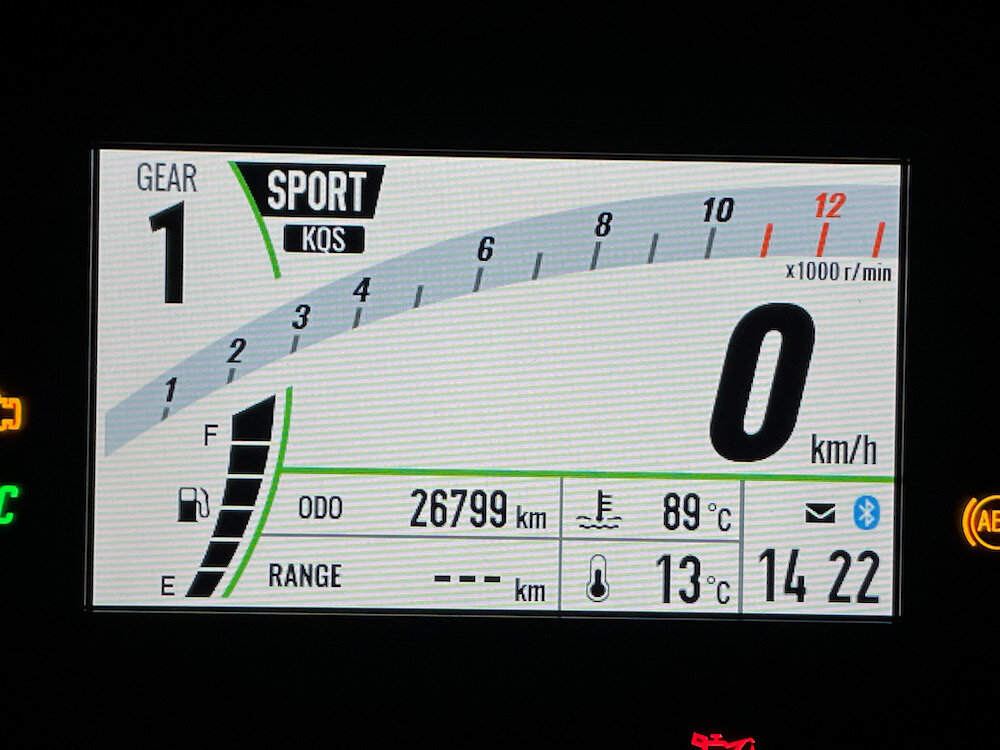 GEAR
1
SPORT
KQS
1 2 3 4 6 8 10 12
x1000 r/min
0 km/h
F
E
ODO 26799 km
89 °C
RANGE --- km
13 °C
14 22
C